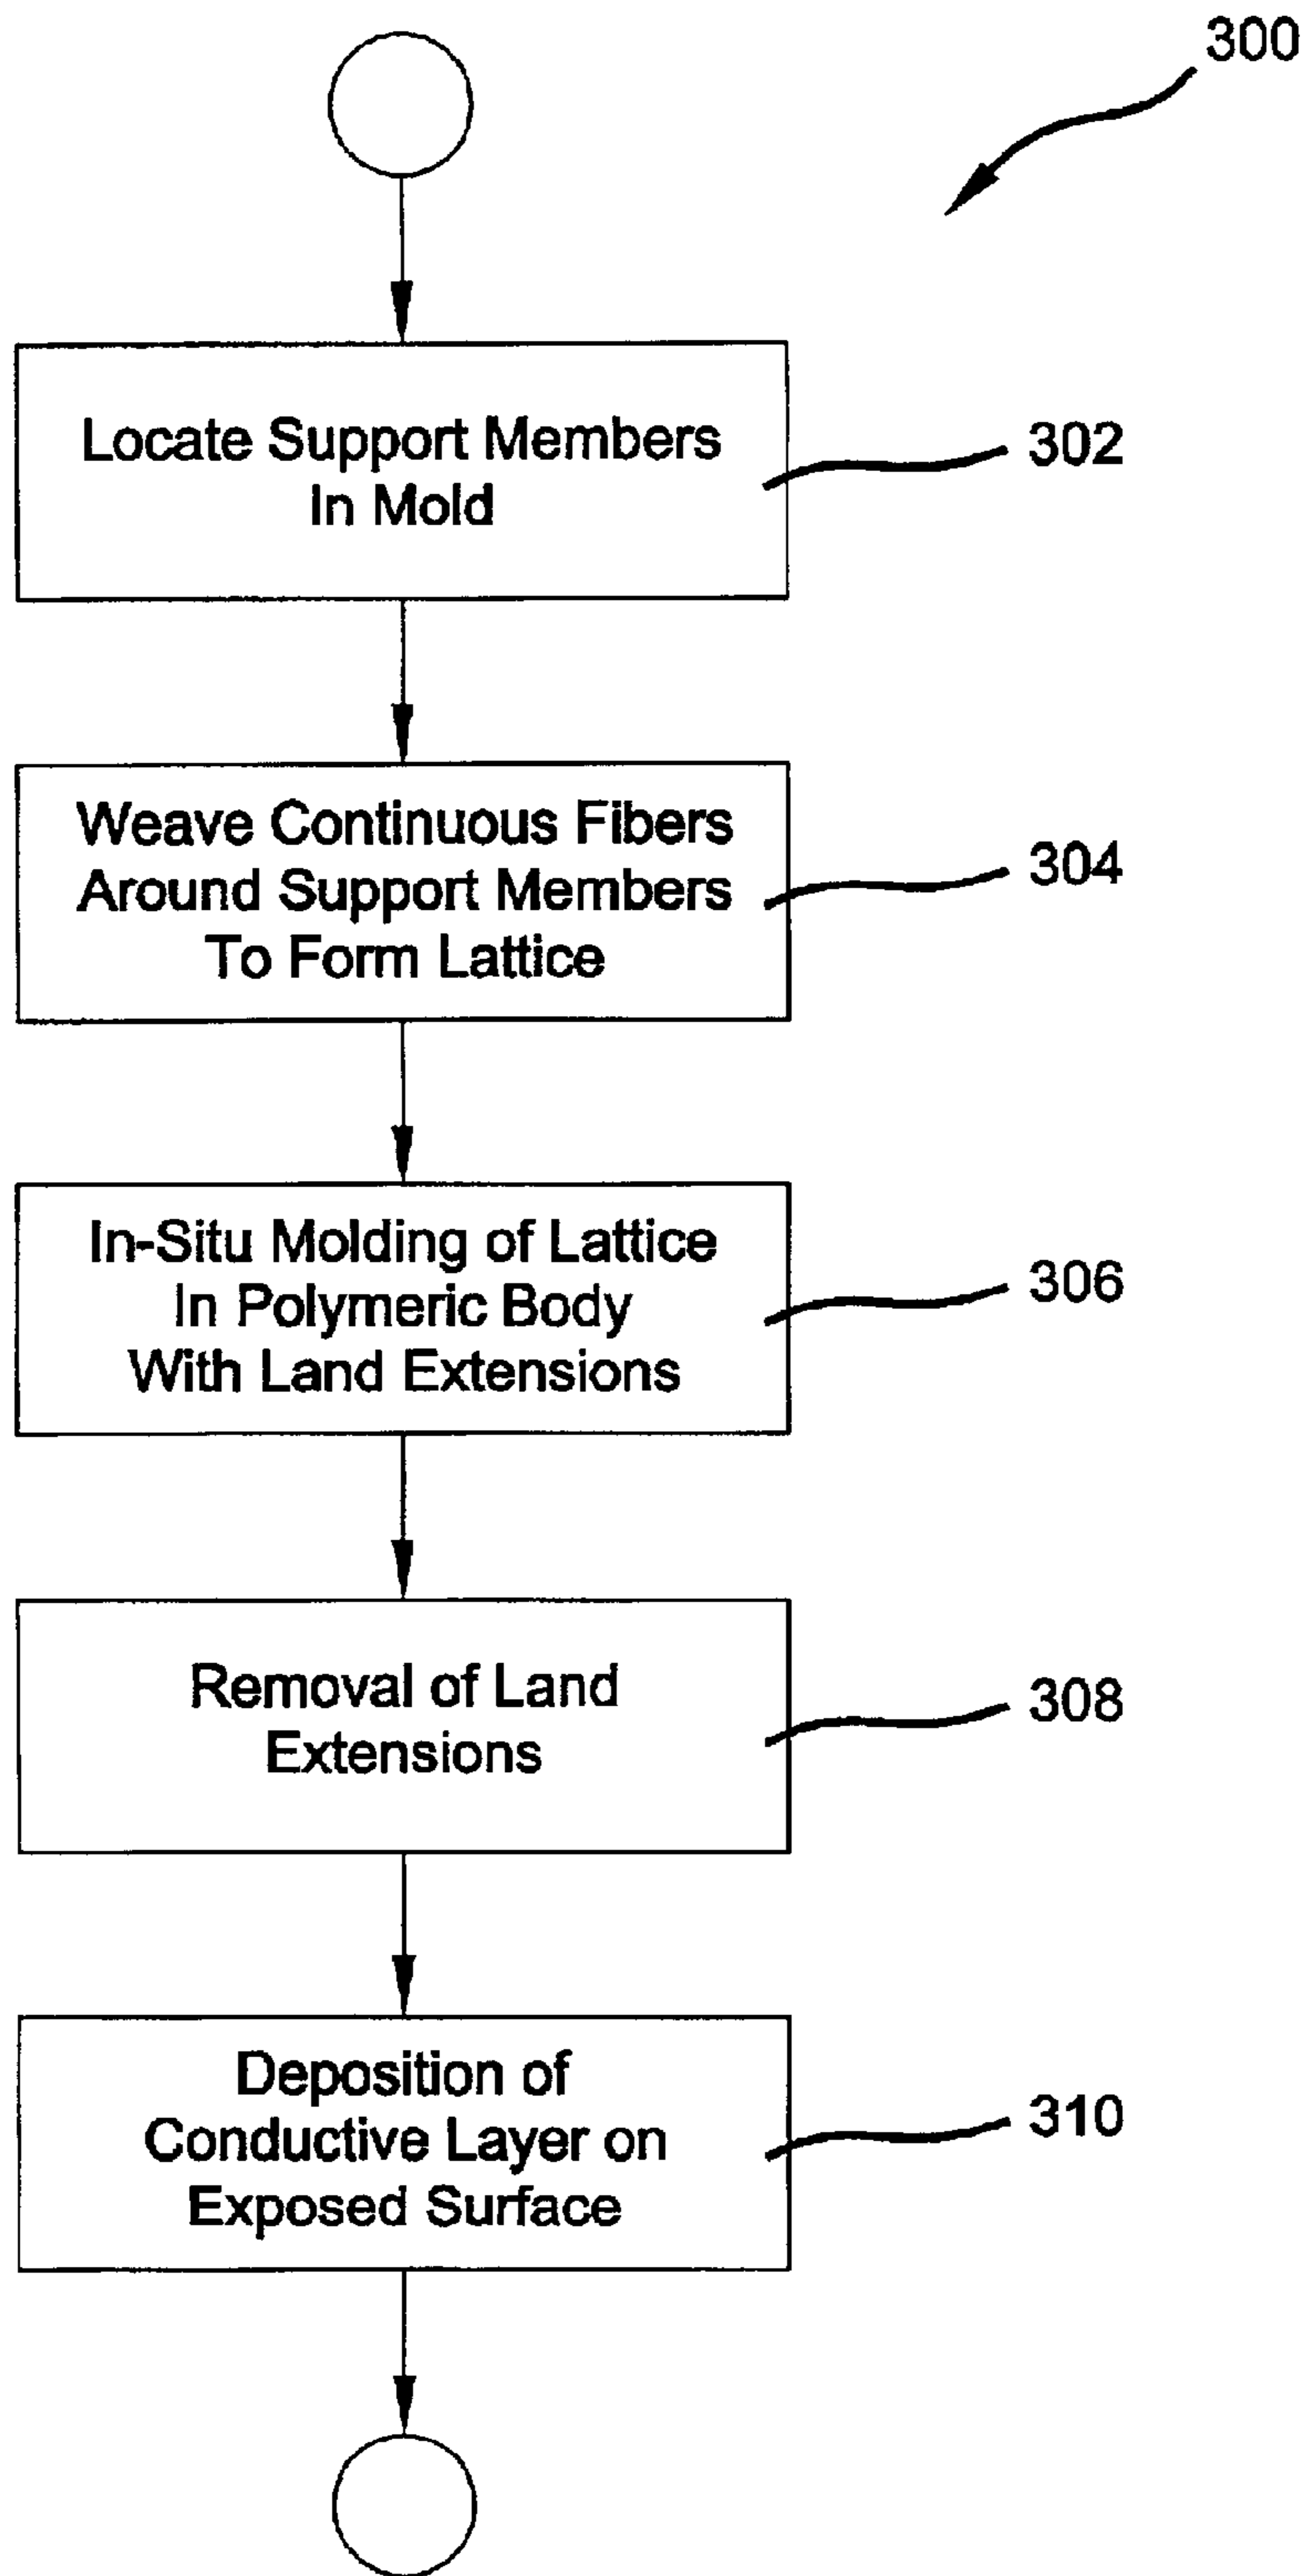 300
Locate Support Members
In Mold
302
Weave Continuous Fibers
Around Support Members
To Form Lattice
304
In-Situ Molding of Lattice
In Polymeric Body
With Land Extensions
306
Removal of Land
Extensions
308
Deposition of
Conductive Layer on
Exposed Surface
310